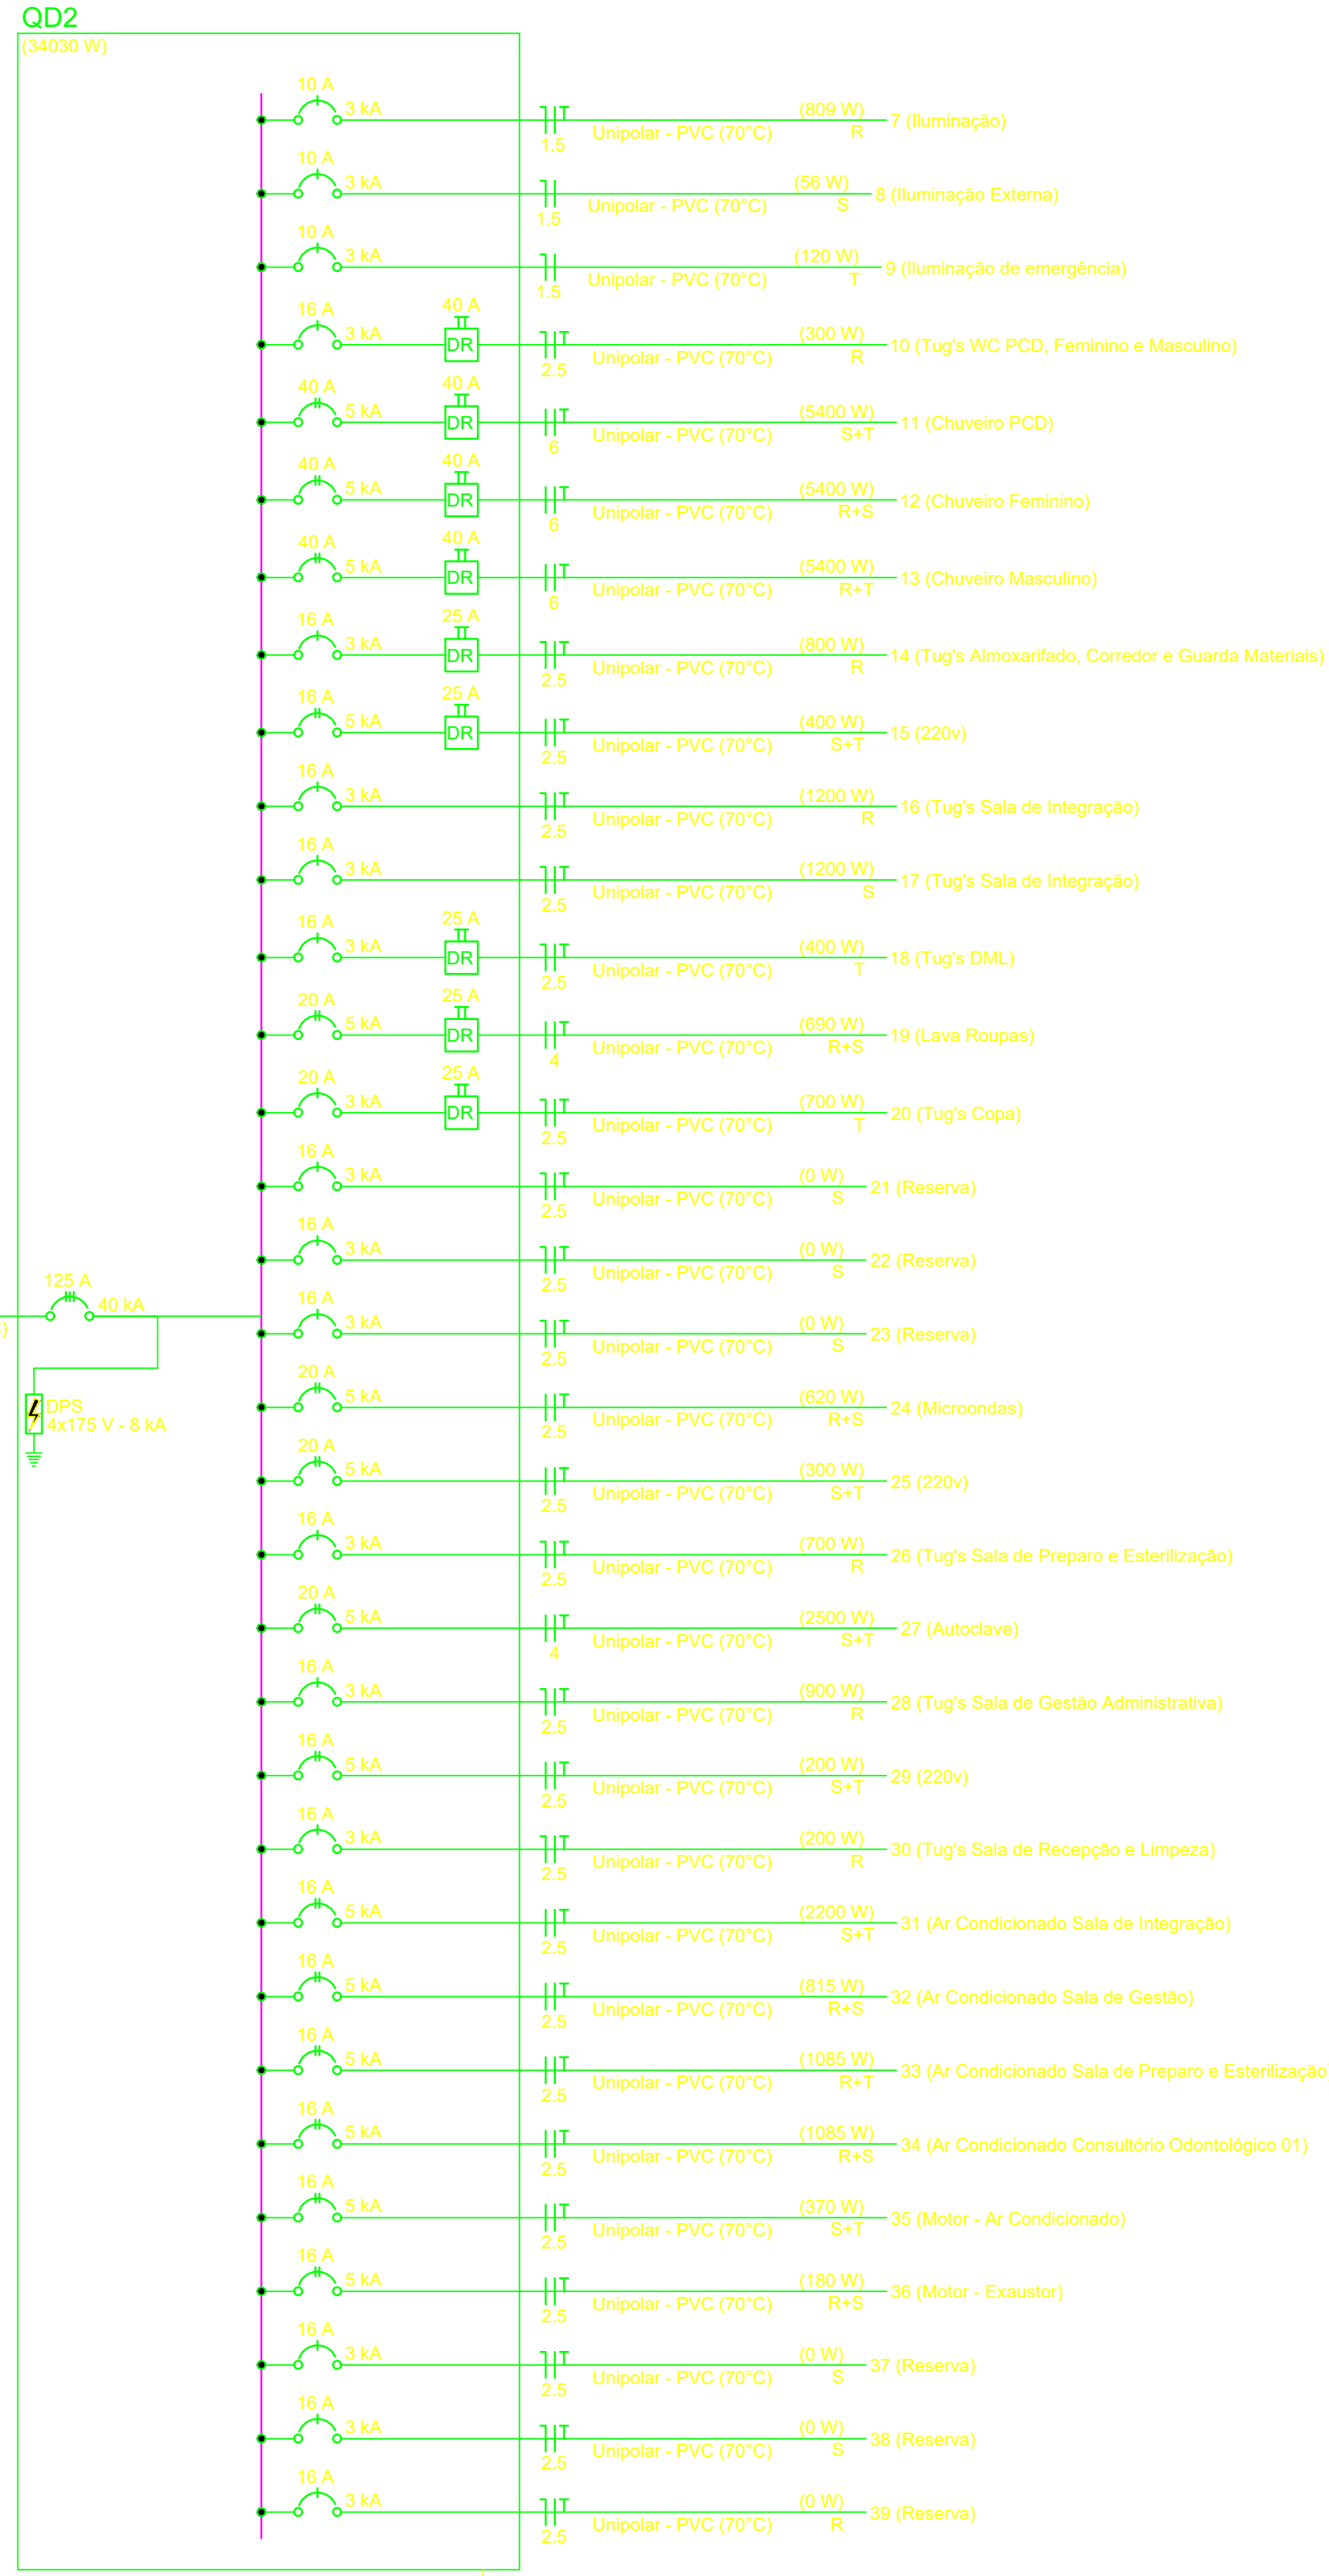 QD2
(34030 W)
10 A
3 kA
1.5
Unipolar - PVC (70°C)
(809 W)
R
7 (Iluminação)
10 A
3 kA
1.5
Unipolar - PVC (70°C)
(56 W)
S
8 (Iluminação Externa)
10 A
3 kA
1.5
Unipolar - PVC (70°C)
(120 W)
T
9 (Iluminação de emergência)
16 A
3 kA
40 A
DR
2.5
Unipolar - PVC (70°C)
(300 W)
R
10 (Tug's WC PCD, Feminino e Masculino)
40 A
5 kA
40 A
DR
6
Unipolar - PVC (70°C)
(5400 W)
S+T
11 (Chuveiro PCD)
40 A
5 kA
40 A
DR
6
Unipolar - PVC (70°C)
(5400 W)
R+S
12 (Chuveiro Feminino)
40 A
5 kA
40 A
DR
6
Unipolar - PVC (70°C)
(5400 W)
R+T
13 (Chuveiro Masculino)
16 A
3 kA
25 A
DR
2.5
Unipolar - PVC (70°C)
(800 W)
R
14 (Tug's Almoxarifado, Corredor e Guarda Materiais)
16 A
5 kA
25 A
DR
2.5
Unipolar - PVC (70°C)
(400 W)
S+T
15 (220v)
16 A
3 kA
2.5
Unipolar - PVC (70°C)
(1200 W)
R
16 (Tug's Sala de Integração)
16 A
3 kA
2.5
Unipolar - PVC (70°C)
(1200 W)
S
17 (Tug's Sala de Integração)
16 A
3 kA
25 A
DR
2.5
Unipolar - PVC (70°C)
(400 W)
T
18 (Tug's DML)
20 A
5 kA
25 A
DR
4
Unipolar - PVC (70°C)
(690 W)
R+S
19 (Lava Roupas)
20 A
3 kA
25 A
DR
2.5
Unipolar - PVC (70°C)
(700 W)
T
20 (Tug's Copa)
16 A
3 kA
2.5
Unipolar - PVC (70°C)
(0 W)
S
21 (Reserva)
16 A
3 kA
2.5
Unipolar - PVC (70°C)
(0 W)
S
22 (Reserva)
125 A
40 kA
)
DPS
4x175 V - 8 kA
16 A
3 kA
2.5
Unipolar - PVC (70°C)
(0 W)
S
23 (Reserva)
20 A
5 kA
2.5
Unipolar - PVC (70°C)
(620 W)
R+S
24 (Microondas)
20 A
5 kA
2.5
Unipolar - PVC (70°C)
(300 W)
S+T
25 (220v)
16 A
3 kA
2.5
Unipolar - PVC (70°C)
(700 W)
R
26 (Tug's Sala de Preparo e Esterilização)
20 A
5 kA
4
Unipolar - PVC (70°C)
(2500 W)
S+T
27 (Autoclave)
16 A
3 kA
2.5
Unipolar - PVC (70°C)
(900 W)
R
28 (Tug's Sala de Gestão Administrativa)
16 A
5 kA
2.5
Unipolar - PVC (70°C)
(200 W)
S+T
29 (220v)
16 A
3 kA
2.5
Unipolar - PVC (70°C)
(200 W)
R
30 (Tug's Sala de Recepção e Limpeza)
16 A
5 kA
2.5
Unipolar - PVC (70°C)
(2200 W)
S+T
31 (Ar Condicionado Sala de Integração)
16 A
5 kA
2.5
Unipolar - PVC (70°C)
(815 W)
R+S
32 (Ar Condicionado Sala de Gestão)
16 A
5 kA
2.5
Unipolar - PVC (70°C)
(1085 W)
R+T
33 (Ar Condicionado Sala de Preparo e Esterilização
16 A
5 kA
2.5
Unipolar - PVC (70°C)
(1085 W)
R+S
34 (Ar Condicionado Consultório Odontológico 01)
16 A
5 kA
2.5
Unipolar - PVC (70°C)
(370 W)
S+T
35 (Motor - Ar Condicionado)
16 A
5 kA
2.5
Unipolar - PVC (70°C)
(180 W)
R+S
36 (Motor - Exaustor)
16 A
3 kA
2.5
Unipolar - PVC (70°C)
(0 W)
S
37 (Reserva)
16 A
3 kA
2.5
Unipolar - PVC (70°C)
(0 W)
S
38 (Reserva)
16 A
3 kA
2.5
Unipolar - PVC (70°C)
(0 W)
R
39 (Reserva)